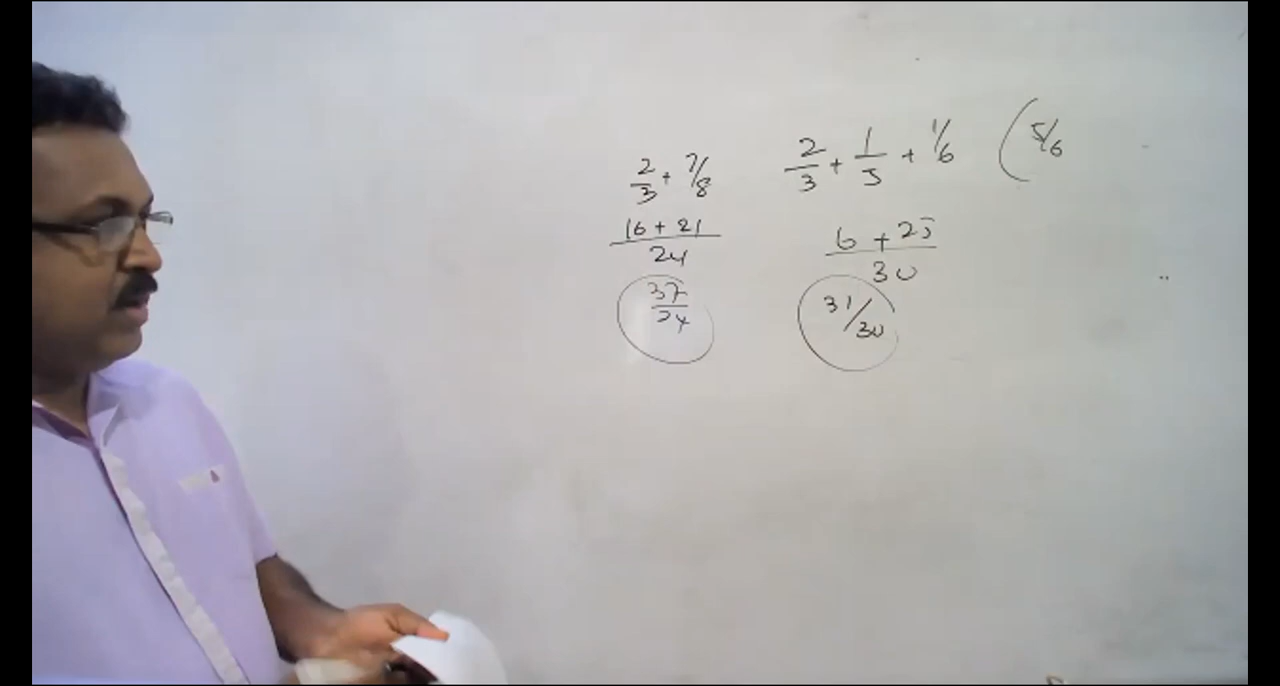 2/3 + 7/8
16 + 21
24
37/24
2/3 + 1/5 + 1/6 (5/6
6 + 25
30
31/30